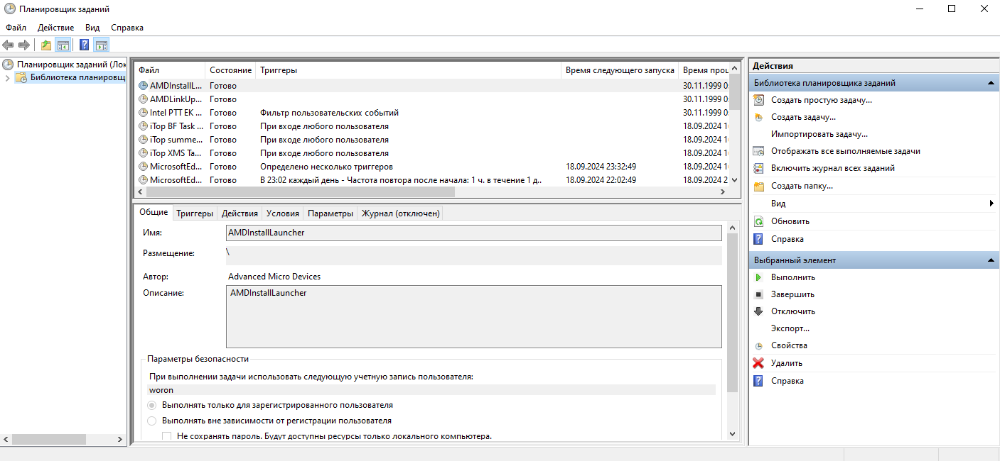 Планировщик заданий
Файл Действие Вид Справка
Планировщик заданий (Лок
Библиотека планировщ
Файл Состояние Триггеры Время следующего запуска Время прош
AMDInstallL... Готово 30.11.1999 0:
AMDLinkUp... Готово 30.11.1999 0:
Intel PTT EK ... Готово Фильтр пользовательских событий 30.11.1999 0:
iTop BF Task ... Готово При входе любого пользователя 18.09.2024 1
iTop summe... Готово При входе любого пользователя 18.09.2024 1
iTop XMS Ta... Готово При входе любого пользователя 18.09.2024 1
MicrosoftEd... Готово Определено несколько триггеров 18.09.2024 23:32:49 18.09.2024 1
MicrosoftEd... Готово В 23:02 каждый день - Частота повтора после начала: 1 ч. в течение 1 д.. 18.09.2024 22:02:49 18.09.2024 2
Общие Триггеры Действия Условия Параметры Журнал (отключен)
Имя: AMDInstallLauncher
Размещение: \
Автор: Advanced Micro Devices
Описание: AMDInstallLauncher
Параметры безопасности
При выполнении задачи использовать следующую учетную запись пользователя:
woron
Выполнять только для зарегистрированного пользователя
Выполнять вне зависимости от регистрации пользователя
Не сохранять пароль. Будут доступны ресурсы только локального компьютера.
Действия
Библиотека планировщика заданий
Создать простую задачу...
Создать задачу...
Импортировать задачу...
Отображать все выполняемые задачи
Включить журнал всех заданий
Создать папку...
Вид
Обновить
Справка
Выбранный элемент
Выполнить
Завершить
Отключить
Экспорт...
Свойства
Удалить
Справка